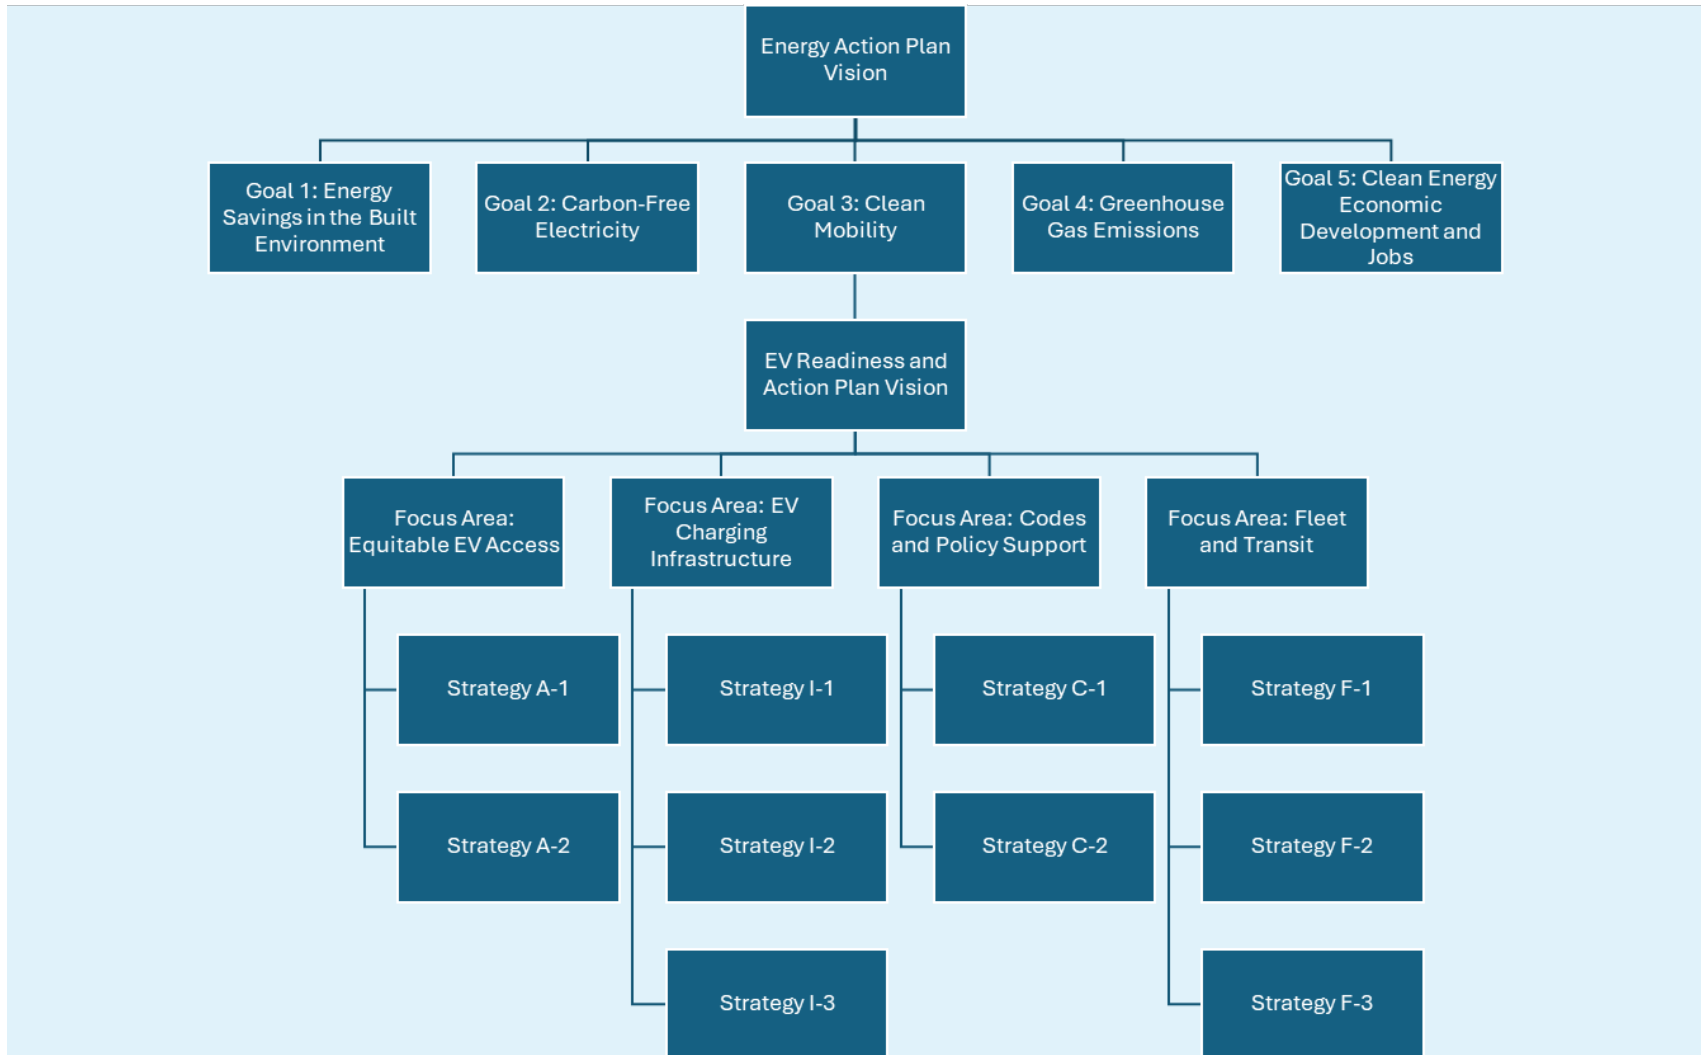 Energy Action Plan
Vision
Goal 1: Energy
Savings in the Built
Environment
Goal 2: Carbon-Free
Electricity
Goal 3: Clean
Mobility
Goal 4: Greenhouse
Gas Emissions
Goal 5: Clean Energy
Economic
Development and
Jobs
EV Readiness and
Action Plan Vision
Focus Area:
Equitable EV Access
Focus Area: EV
Charging
Infrastructure
Focus Area: Codes
and Policy Support
Focus Area: Fleet
and Transit
Strategy A-1
Strategy I-1
Strategy C-1
Strategy F-1
Strategy A-2
Strategy I-2
Strategy C-2
Strategy F-2
Strategy I-3
Strategy F-3